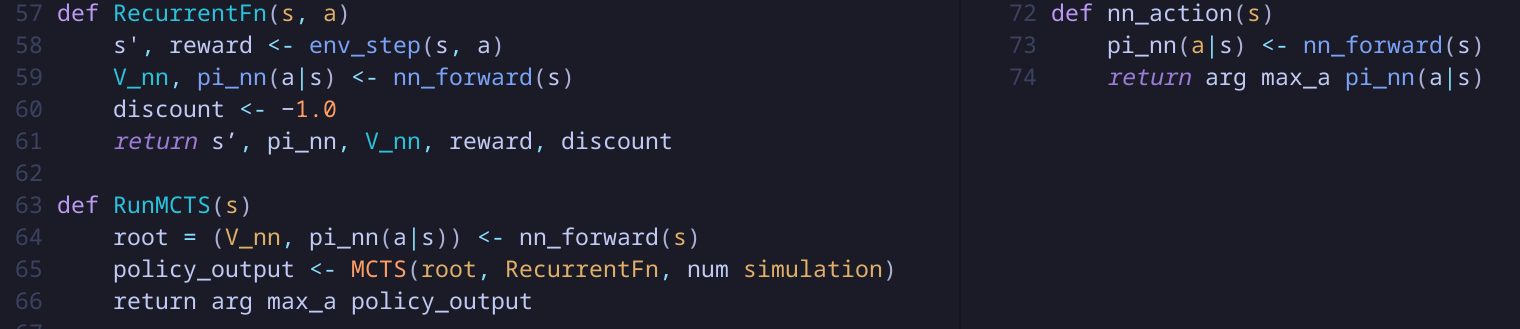 57 def RecurrentFn(s, a)
58     s', reward <- env_step(s, a)
59     V_nn, pi_nn(a|s) <- nn_forward(s)
60     discount <- −1.0
61     return s’, pi_nn, V_nn, reward, discount
62
63 def RunMCTS(s)
64     root = (V_nn, pi_nn(a|s)) <- nn_forward(s)
65     policy_output <- MCTS(root, RecurrentFn, num simulation)
66     return arg max_a policy_output
72 def nn_action(s)
73     pi_nn(a|s) <- nn_forward(s)
74     return arg max_a pi_nn(a|s)